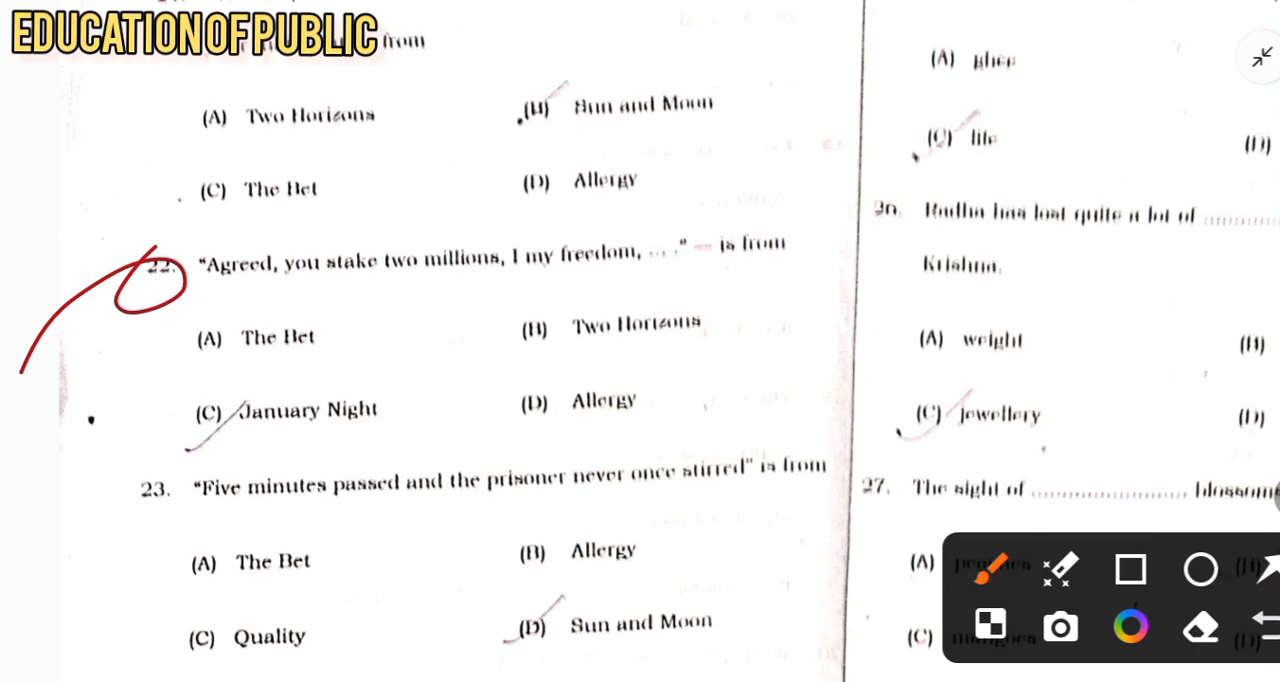 EDUCATION OF PUBLIC
from
(A) Two Horizons
(B) Sun and Moon
(C) The Bet
(D) Allergy
22. "Agreed, you stake two millions, I my freedom, ... ." — is from
(A) The Bet
(B) Two Horizons
(C) January Night
(D) Allergy
23. "Five minutes passed and the prisoner never once stirred" is from
(A) The Bet
(B) Allergy
(C) Quality
(D) Sun and Moon
(A) ghee
(C) life
(D)
26. Radha has lost quite a lot of ............
Krishna.
(A) weight
(B)
(C) jewellery
(D)
27. The sight of ........................ blossoms
(A)
(B)
(C)
(D)